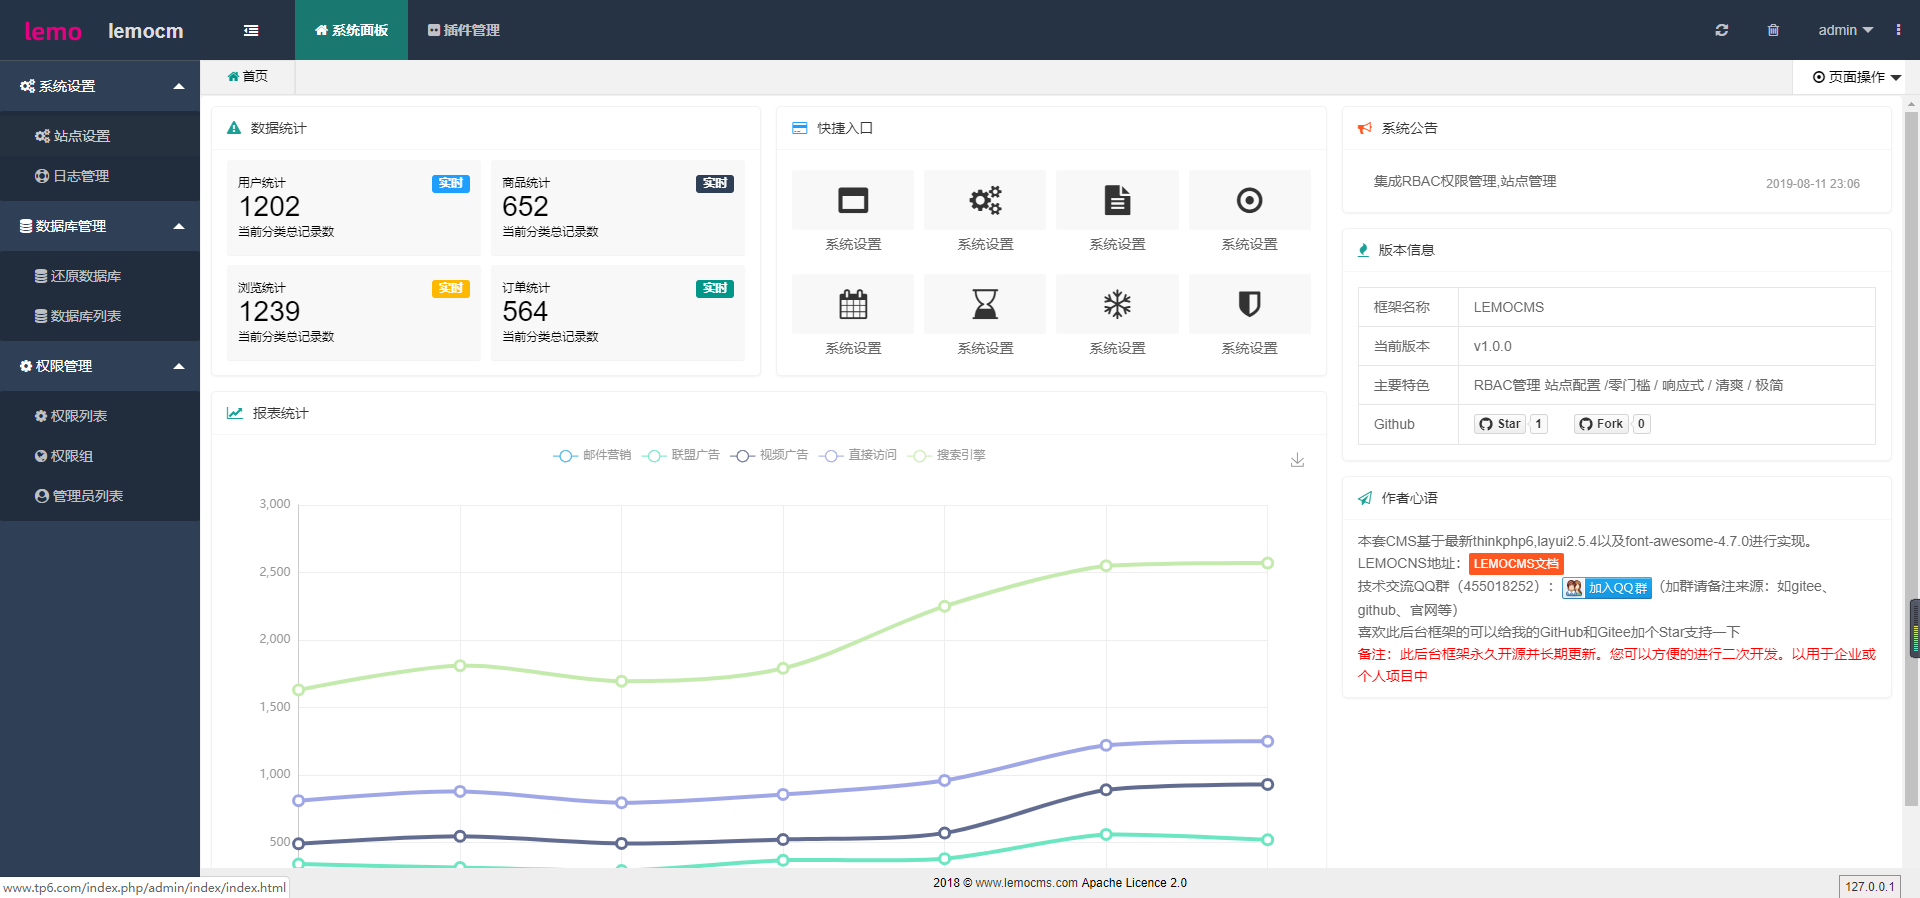 lemo lemocm 系统面板 插件管理 admin
系统设置
站点设置
日志管理
数据库管理
还原数据库
数据库列表
权限管理
权限列表
权限组
管理员列表
首页 页面操作
数据统计
用户统计 实时
1202
当前分类总记录数
商品统计 实时
652
当前分类总记录数
浏览统计 实时
1239
当前分类总记录数
订单统计 实时
564
当前分类总记录数
快捷入口
系统设置 系统设置 系统设置 系统设置
系统设置 系统设置 系统设置 系统设置
报表统计
邮件营销 联盟广告 视频广告 直接访问 搜索引擎
3,000
2,500
2,000
1,500
1,000
500
系统公告
集成RBAC权限管理,站点管理 2019-08-11 23:06
版本信息
框架名称 LEMOCMS
当前版本 v1.0.0
主要特色 RBAC管理 站点配置 /零门槛 / 响应式 / 清爽 / 极简
Github Star 1 Fork 0
作者心语
本套CMS基于最新thinkphp6,layui2.5.4以及font-awesome-4.7.0进行实现。
LEMOCNS地址： LEMOCMS文档
技术交流QQ群（455018252）： 加入QQ群 （加群请备注来源：如gitee、
github、官网等）
喜欢此后台框架的可以给我的GitHub和Gitee加个Star支持一下
备注：此后台框架永久开源并长期更新。您可以方便的进行二次开发。以用于企业或
个人项目中
2018 © www.lemocms.com Apache Licence 2.0
www.tp6.com/index.php/admin/index/index.html
127.0.0.1